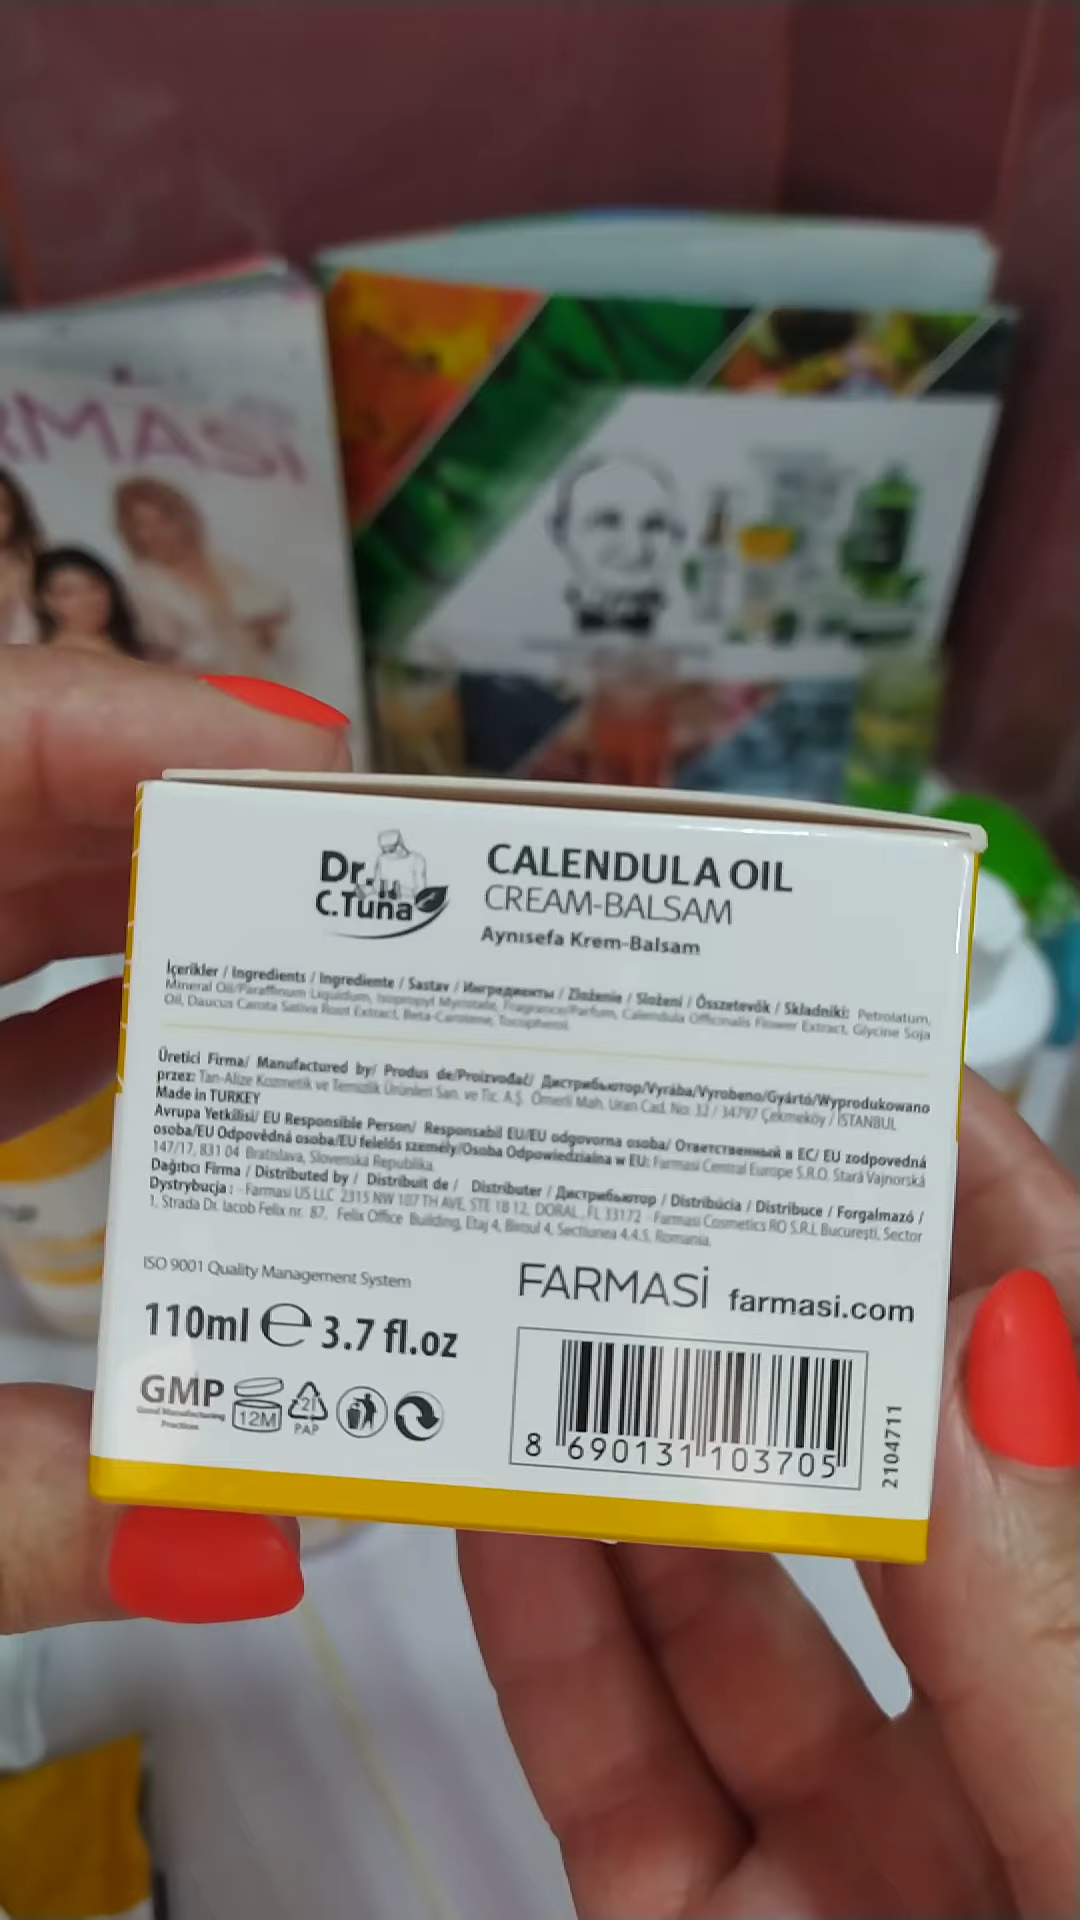 RMASi
Dr.
C.Tuna
CALENDULA OIL
CREAM-BALSAM
Aynısefa Krem-Balsam
İçerikler / Ingredients / Ingrediente / Sastav / Ингредиенты / Zloženie / Složení / Összetevők / Składniki: Petrolatum,
Mineral Oil/Paraffinum Liquidum, Isopropyl Myristate, Fragrance/Parfum, Calendula Officinalis Flower Extract, Glycine Soja
Oil, Daucus Carota Sativa Root Extract, Beta-Carotene, Tocopherol.
Üretici Firma/ Manufactured by/ Produs de/Proizvođač/ Дистрибьютор/Vyrába/Vyrobeno/Gyártó/Wyprodukowano
przez: Tan-Alize Kozmetik ve Temizlik Ürünleri San. ve Tic. A.Ş. Ömerli Mah. Uran Cad. No: 32 / 34797 Çekmeköy / İSTANBUL
Made in TURKEY
Avrupa Yetkilisi/ EU Responsible Person/ Responsabil EU/EU odgovorna osoba/ Ответственный в ЕС/ EU zodpovedná
osoba/EU Odpovědná osoba/EU felelős személy/Osoba Odpowiedzialna w EU: Farmasi Central Europe S.R.O. Stará Vajnorská
147/17, 831 04 Bratislava, Slovenská Republika.
Dağıtıcı Firma / Distributed by / Distribuit de / Distributer / Дистрибьютор / Distribúcia / Distribuce / Forgalmazó /
Dystrybucja : - Farmasi US LLC 2315 NW 107 TH AVE, STE 1B 12, DORAL, FL 33172 - Farmasi Cosmetics RO S.R.L Bucureşti, Sector
1, Strada Dr. Iacob Felix nr. 87, Felix Office Building, Etaj 4, Biroul 4, Sectiunea 4.4.5, Romania.
ISO 9001 Quality Management System
FARMASİ farmasi.com
110ml e 3.7 fl.oz
GMP
Good Manufacturing
Practices
12M
21
PAP
8 690131 103705
2104711